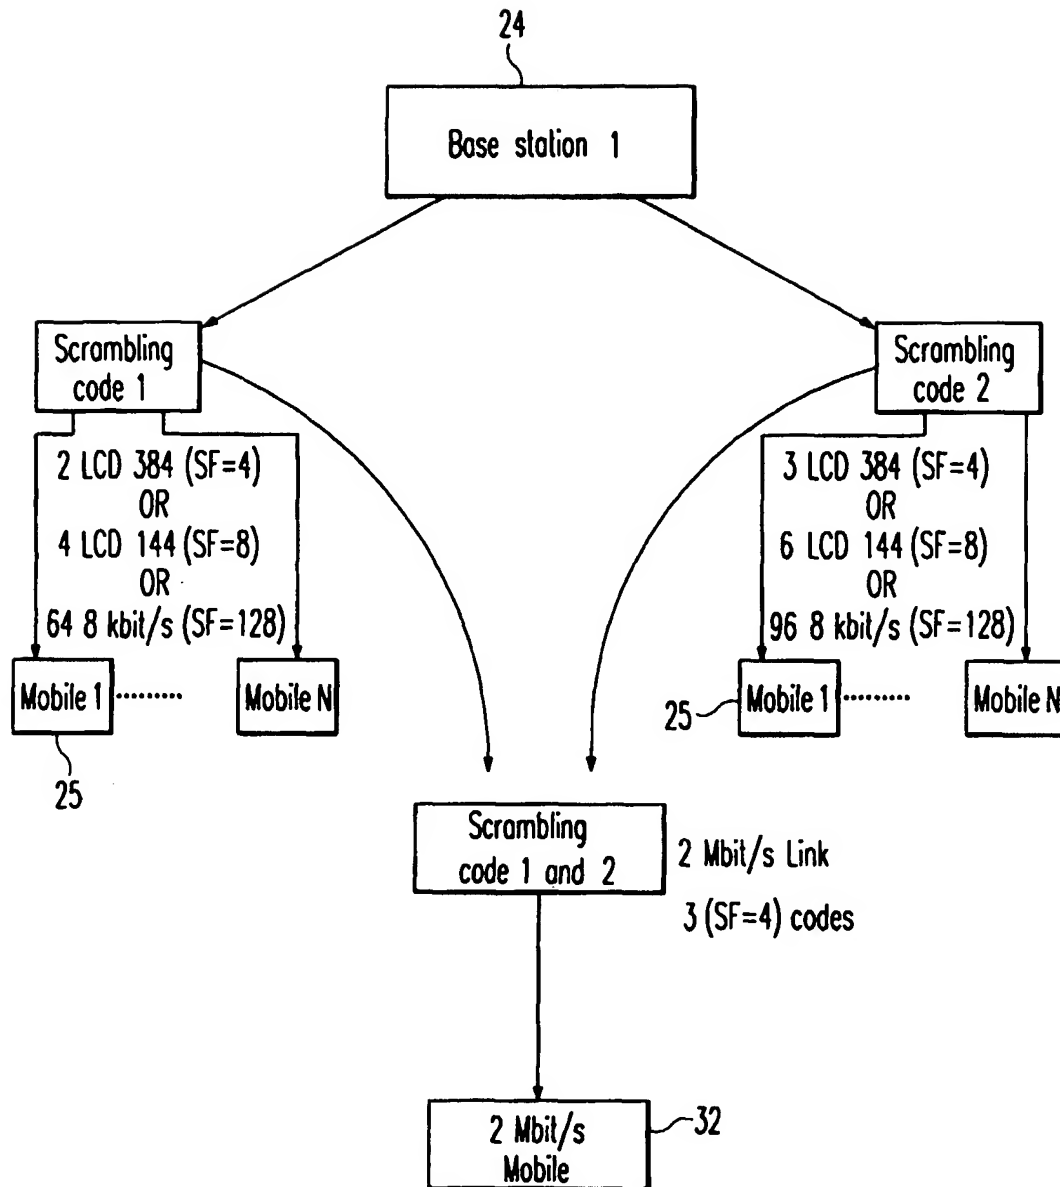 24
Base station 1
Scrambling
code 1
Scrambling
code 2
2 LCD 384 (SF=4)
OR
4 LCD 144 (SF=8)
OR
64 8 kbit/s (SF=128)
3 LCD 384 (SF=4)
OR
6 LCD 144 (SF=8)
OR
96 8 kbit/s (SF=128)
Mobile 1 ......... Mobile N
25
25
Mobile 1 ......... Mobile N
Scrambling
code 1 and 2
2 Mbit/s Link
3 (SF=4) codes
2 Mbit/s
Mobile
32